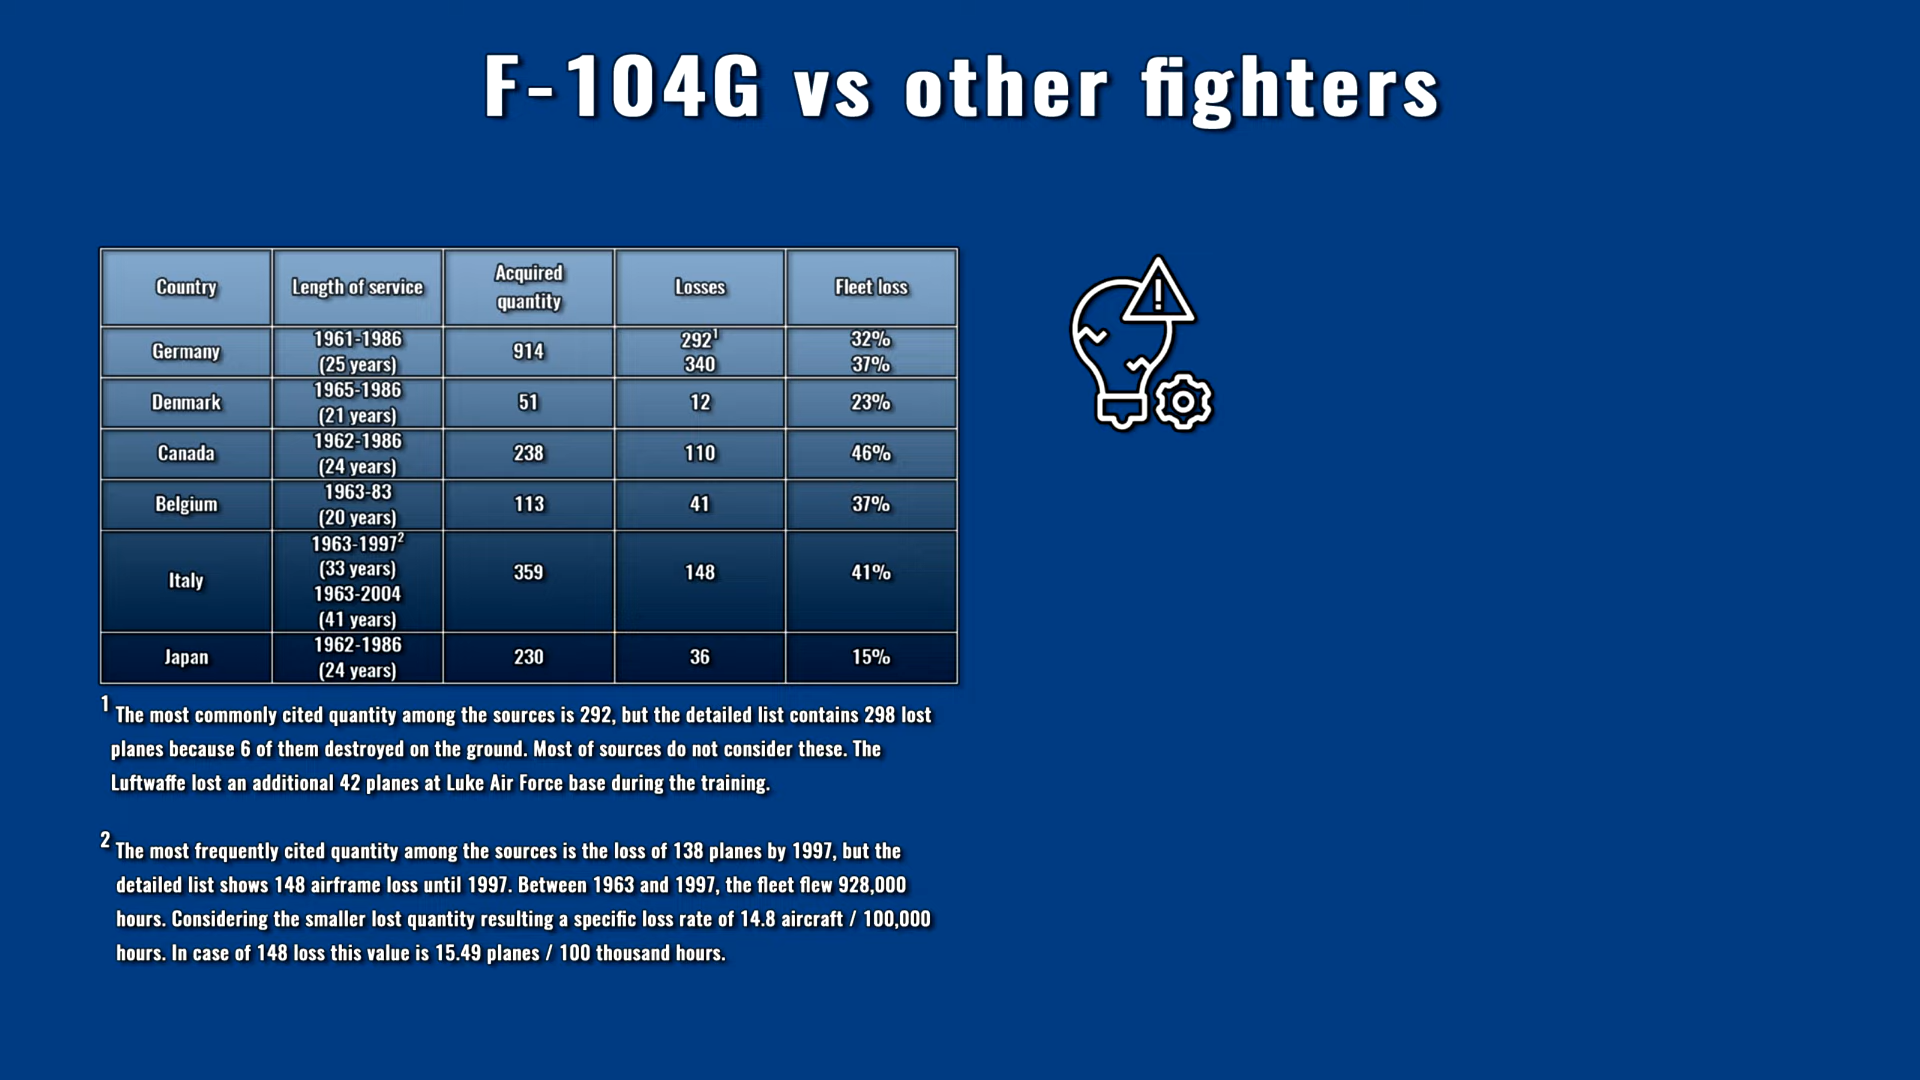 F-104G vs other fighters
Country Length of service Acquired quantity Losses Fleet loss
Germany 1961-1986 (25 years) 914 292¹ 340 32% 37%
Denmark 1965-1986 (21 years) 51 12 23%
Canada 1962-1986 (24 years) 238 110 46%
Belgium 1963-83 (20 years) 113 41 37%
Italy 1963-1997² (33 years) 1963-2004 (41 years) 359 148 41%
Japan 1962-1986 (24 years) 230 36 15%
1 The most commonly cited quantity among the sources is 292, but the detailed list contains 298 lost
planes because 6 of them destroyed on the ground. Most of sources do not consider these. The
Luftwaffe lost an additional 42 planes at Luke Air Force base during the training.
2 The most frequently cited quantity among the sources is the loss of 138 planes by 1997, but the
detailed list shows 148 airframe loss until 1997. Between 1963 and 1997, the fleet flew 928,000
hours. Considering the smaller lost quantity resulting a specific loss rate of 14.8 aircraft / 100,000
hours. In case of 148 loss this value is 15.49 planes / 100 thousand hours.